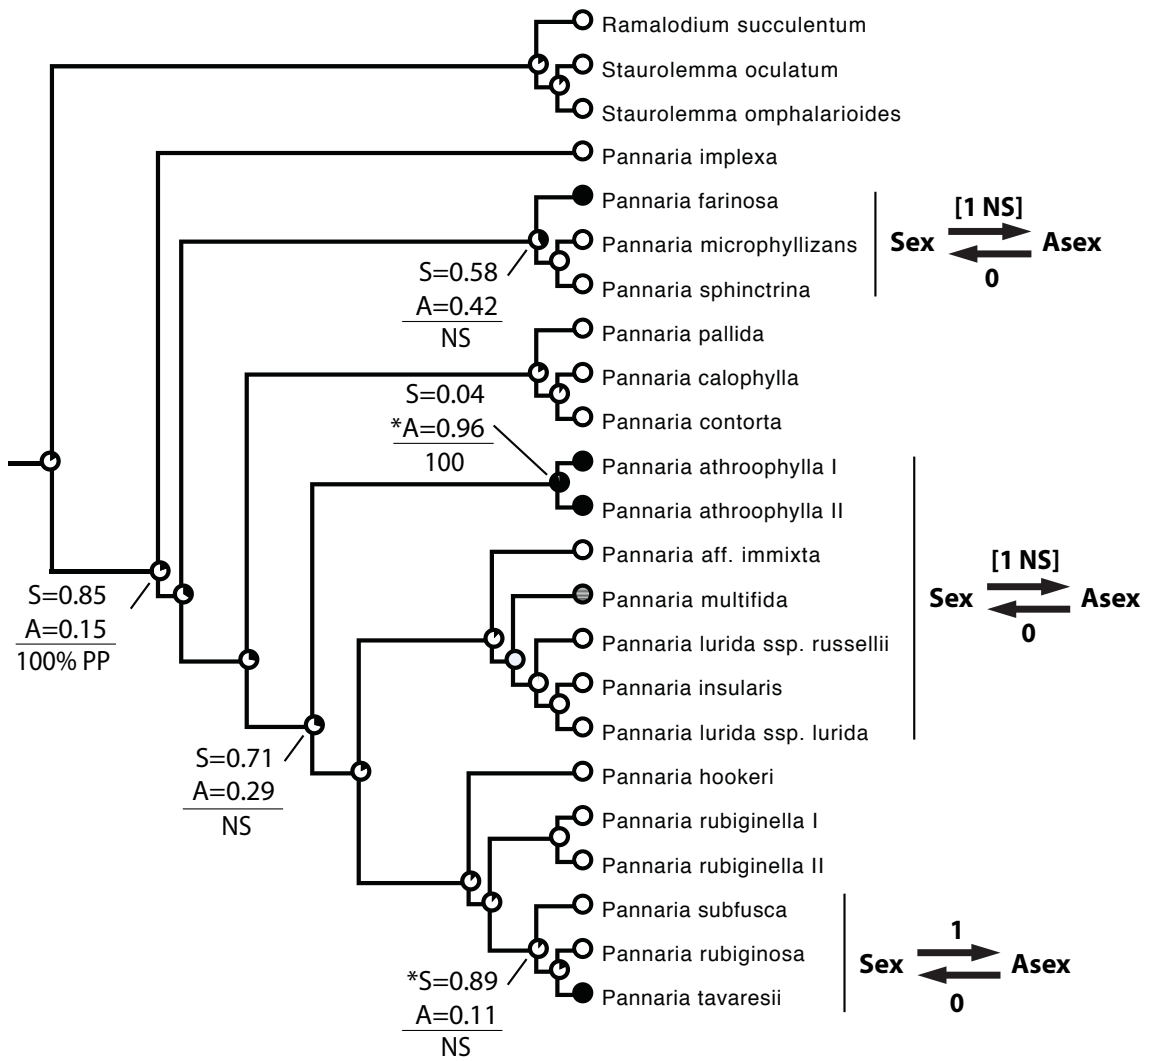 Ramalodium succulentum
Staurolemma oculatum
Staurolemma omphalarioides
Pannaria implexa
Pannaria farinosa
Pannaria microphyllizans
Pannaria sphinctrina
[1 NS]
Sex Asex
0
S=0.58
A=0.42
NS
Pannaria pallida
Pannaria calophylla
Pannaria contorta
S=0.04
*A=0.96
100
Pannaria athroophylla I
Pannaria athroophylla II
Pannaria aff. immixta
Pannaria multifida
Pannaria lurida ssp. russellii
Pannaria insularis
Pannaria lurida ssp. lurida
[1 NS]
Sex Asex
0
S=0.85
A=0.15
100% PP
S=0.71
A=0.29
NS
Pannaria hookeri
Pannaria rubiginella I
Pannaria rubiginella II
Pannaria subfusca
Pannaria rubiginosa
Pannaria tavaresii
1
Sex Asex
0
*S=0.89
A=0.11
NS